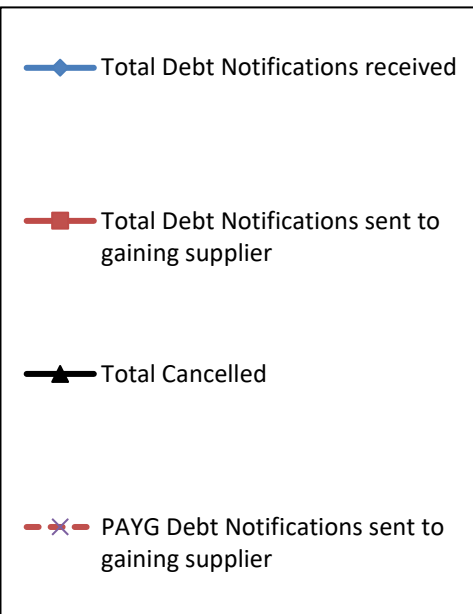 Total Debt Notifications received
Total Debt Notifications sent to
gaining supplier
Total Cancelled
PAYG Debt Notifications sent to
gaining supplier